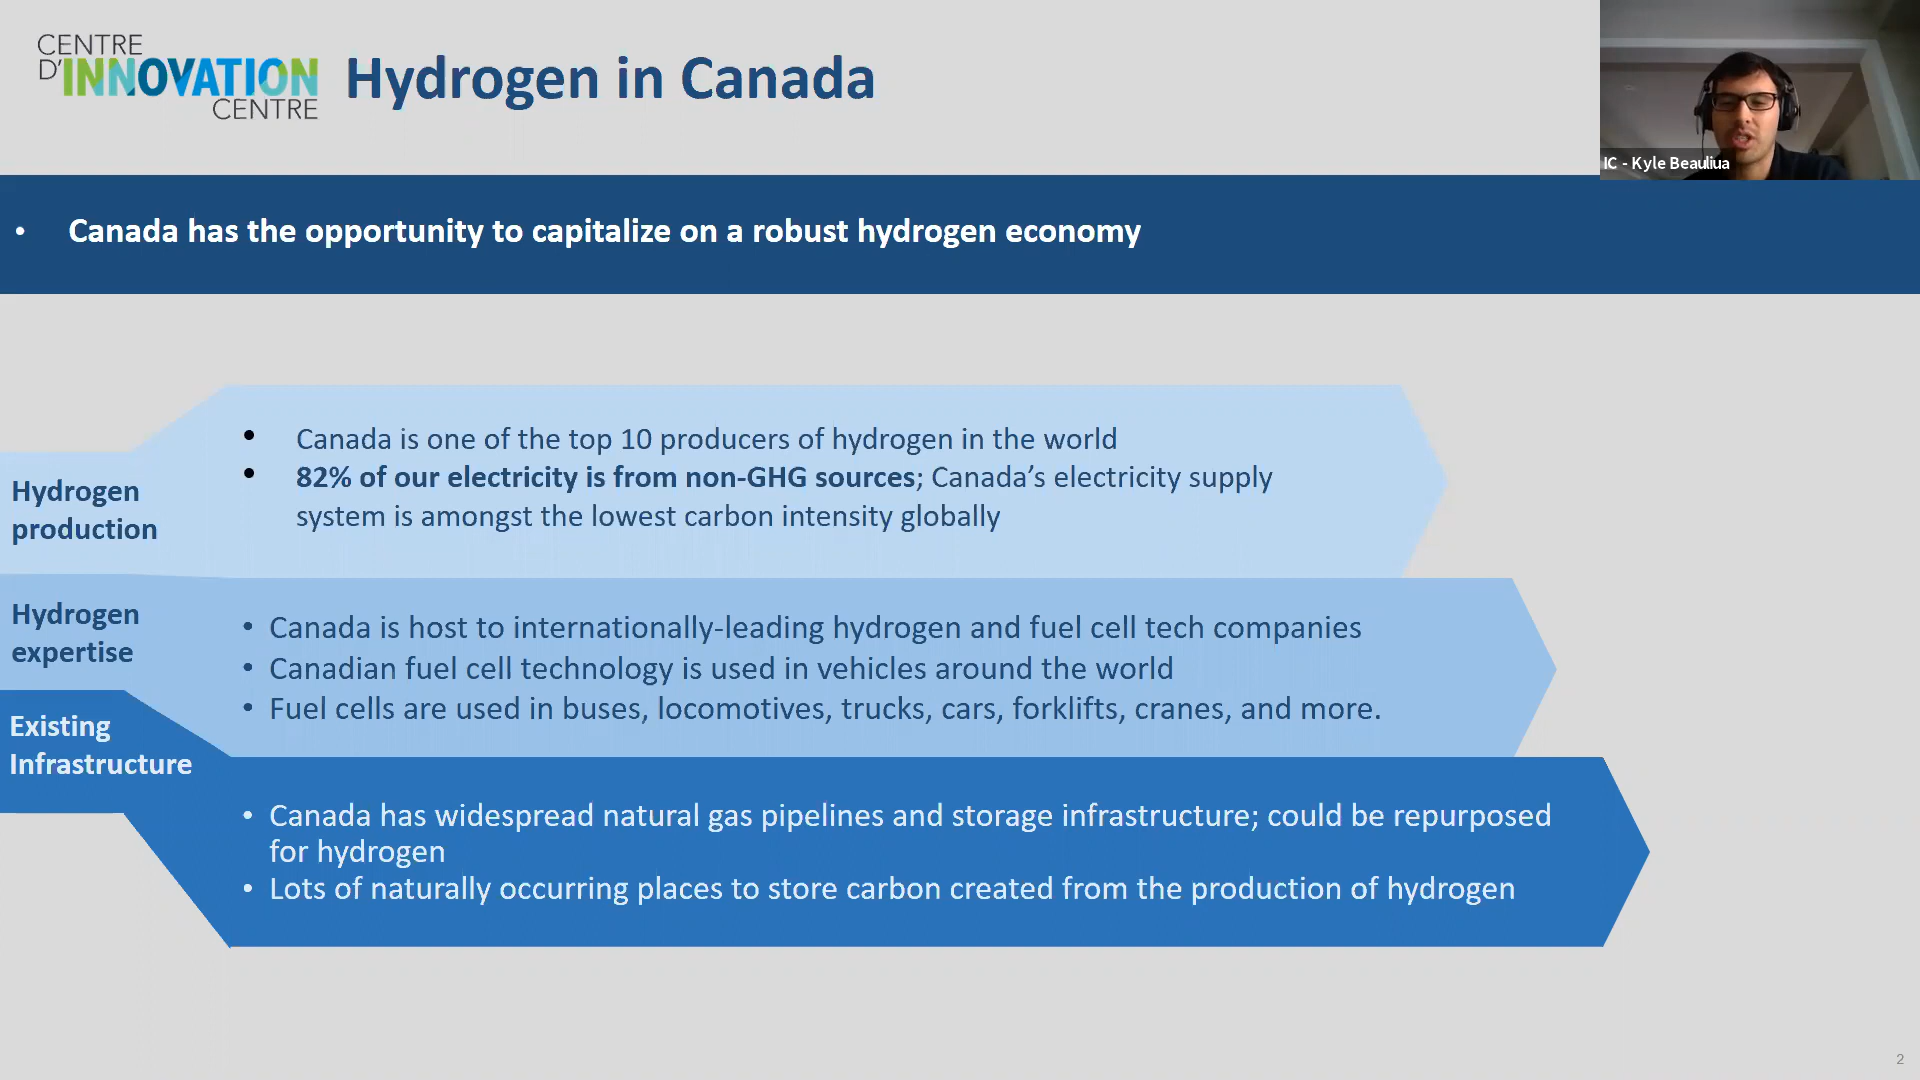 CENTRE
D'INNOVATION
CENTRE
Hydrogen in Canada
IC - Kyle Beauliua
• Canada has the opportunity to capitalize on a robust hydrogen economy
Hydrogen
production
• Canada is one of the top 10 producers of hydrogen in the world
• 82% of our electricity is from non-GHG sources; Canada’s electricity supply
system is amongst the lowest carbon intensity globally
Hydrogen
expertise
• Canada is host to internationally-leading hydrogen and fuel cell tech companies
• Canadian fuel cell technology is used in vehicles around the world
• Fuel cells are used in buses, locomotives, trucks, cars, forklifts, cranes, and more.
Existing
Infrastructure
• Canada has widespread natural gas pipelines and storage infrastructure; could be repurposed
for hydrogen
• Lots of naturally occurring places to store carbon created from the production of hydrogen
2